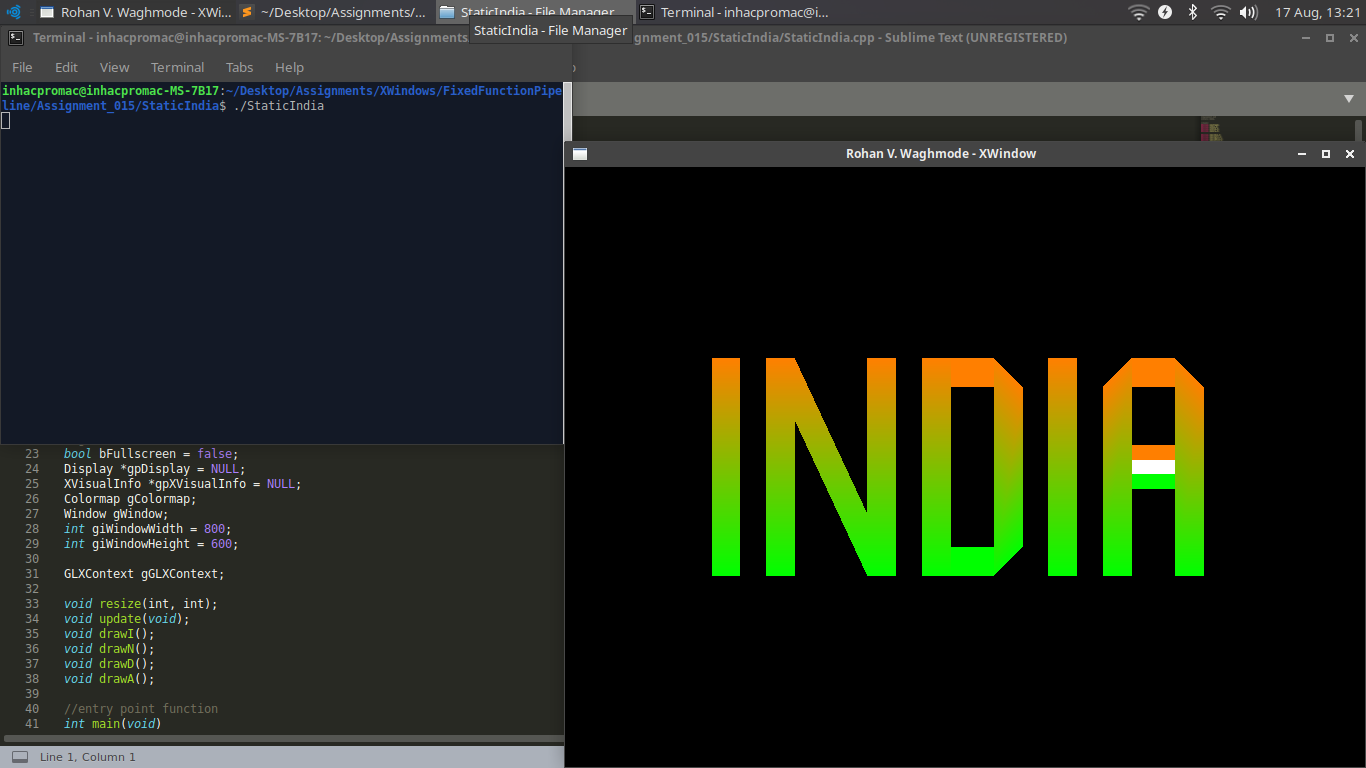 Rohan V. Waghmode - XWi...
~/Desktop/Assignments/...
StaticIndia - File Manager
Terminal - inhacpromac@i...
17 Aug, 13:21
StaticIndia - File Manager
Terminal - inhacpromac@inhacpromac-MS-7B17: ~/Desktop/Assignments
gnment_015/StaticIndia/StaticIndia.cpp - Sublime Text (UNREGISTERED)
File Edit View Terminal Tabs Help
inhacpromac@inhacpromac-MS-7B17:~/Desktop/Assignments/XWindows/FixedFunctionPipe
line/Assignment_015/StaticIndia$ ./StaticIndia
Rohan V. Waghmode - XWindow
INDIA
23 bool bFullscreen = false;
24 Display *gpDisplay = NULL;
25 XVisualInfo *gpXVisualInfo = NULL;
26 Colormap gColormap;
27 Window gWindow;
28 int giWindowWidth = 800;
29 int giWindowHeight = 600;
30
31 GLXContext gGLXContext;
32
33 void resize(int, int);
34 void update(void);
35 void drawI();
36 void drawN();
37 void drawD();
38 void drawA();
39
40 //entry point function
41 int main(void)
Line 1, Column 1